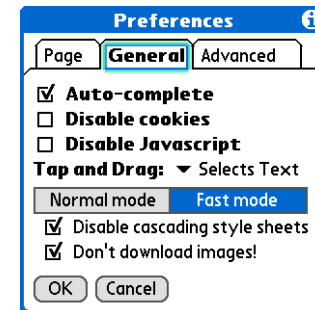 Preferences
Page General Advanced
Auto-complete
Disable cookies
Disable Javascript
Tap and Drag: Selects Text
Normal mode Fast mode
Disable cascading style sheets
Don't download images!
OK Cancel